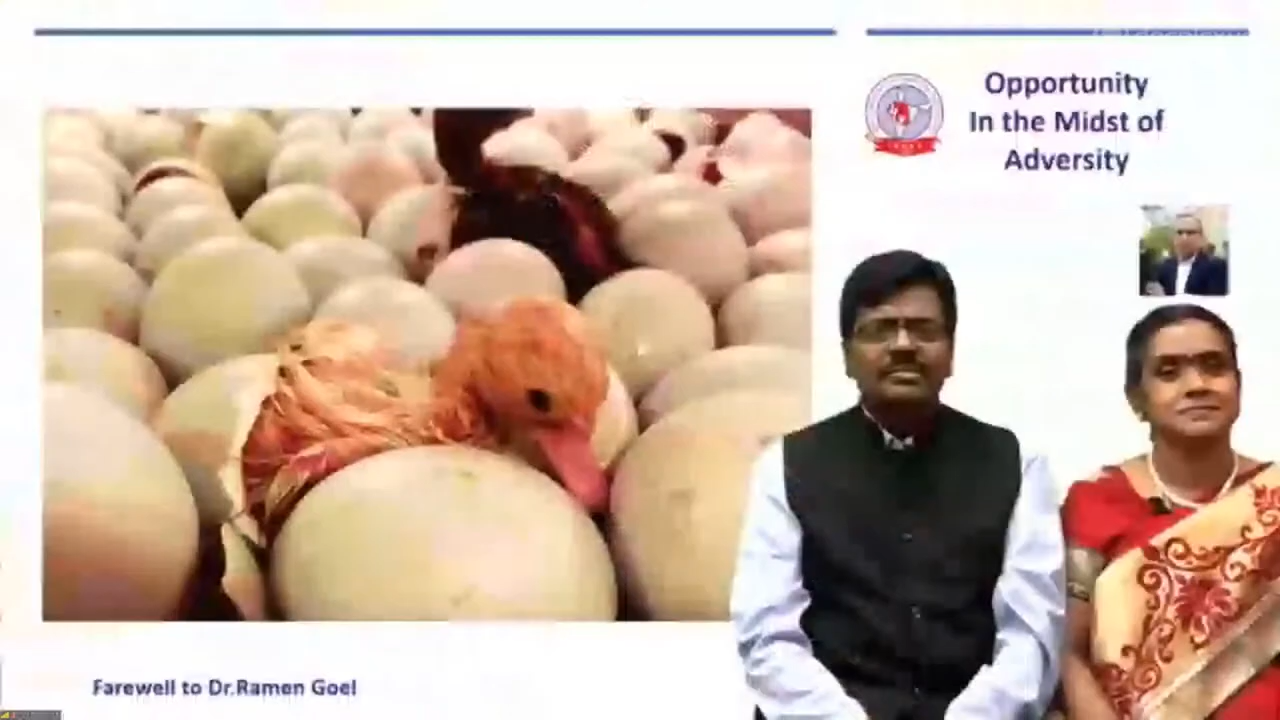 Opportunity
In the Midst of
Adversity
Farewell to Dr.Ramen Goel